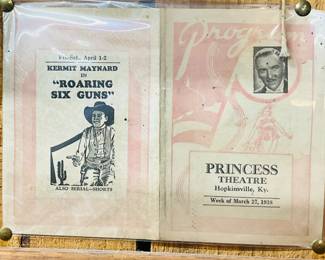 Fri.-Sat., April 1-2
KERMIT MAYNARD
IN
"ROARING
SIX GUNS"
ALSO SERIAL—SHORTS
Program
PRINCESS
THEATRE
Hopkinsville, Ky.
Week of March 27, 1938